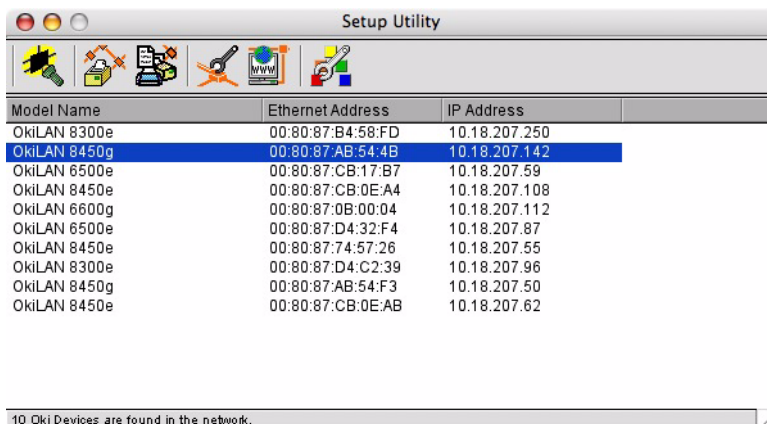 Setup Utility
WWW
Model Name Ethernet Address IP Address
OkiLAN 8300e 00:80:87:B4:58:FD 10.18.207.250
OkiLAN 8450g 00:80:87:AB:54:4B 10.18.207.142
OkiLAN 6500e 00:80:87:CB:17:B7 10.18.207.59
OkiLAN 8450e 00:80:87:CB:0E:A4 10.18.207.108
OkiLAN 6600g 00:80:87:0B:00:04 10.18.207.112
OkiLAN 6500e 00:80:87:D4:32:F4 10.18.207.87
OkiLAN 8450e 00:80:87:74:57:26 10.18.207.55
OkiLAN 8300e 00:80:87:D4:C2:39 10.18.207.96
OkiLAN 8450g 00:80:87:AB:54:F3 10.18.207.50
OkiLAN 8450e 00:80:87:CB:0E:AB 10.18.207.62
10 Oki Devices are found in the network.